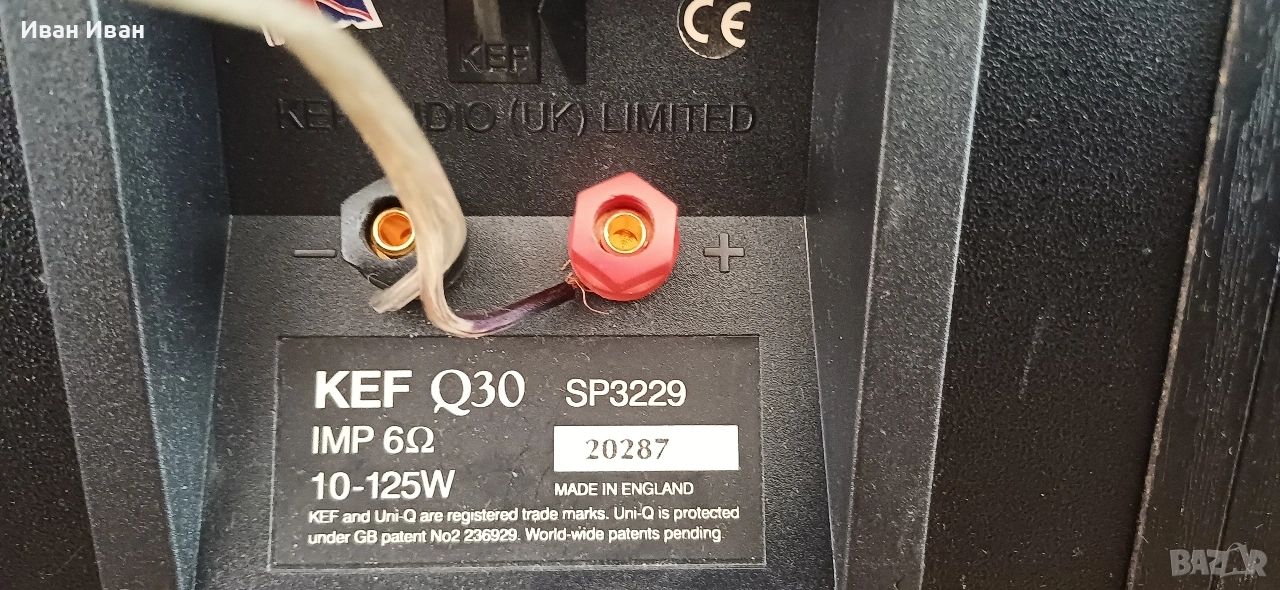 Иван Иван
CE
KEF
KEF AUDIO (UK) LIMITED
− +
KEF Q30 SP3229
IMP 6Ω
20287
10-125W
MADE IN ENGLAND
KEF and Uni-Q are registered trade marks. Uni-Q is protected
under GB patent No2 236929. World-wide patents pending.
BAZAR